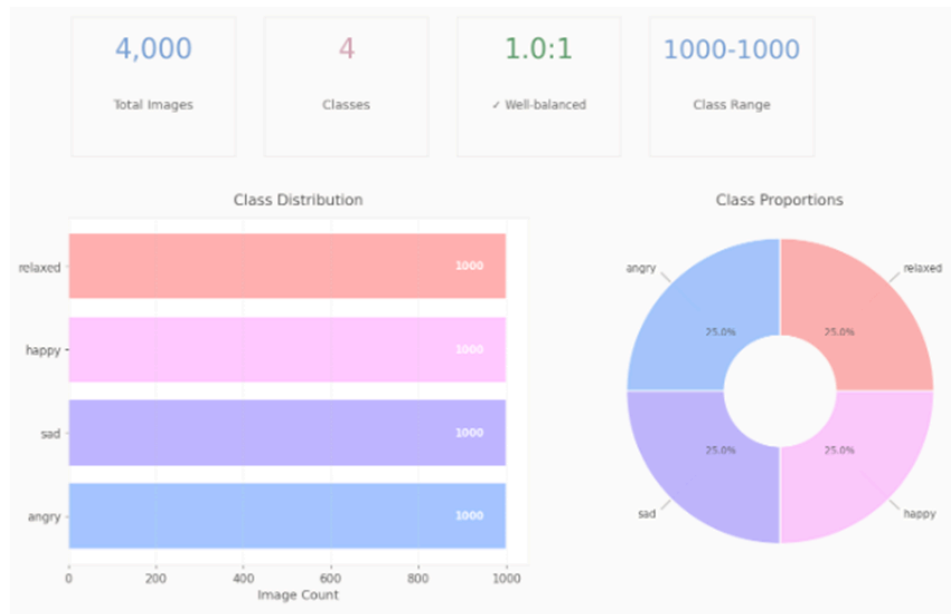 4,000
Total Images
4
Classes
1.0:1
✓ Well-balanced
1000-1000
Class Range
Class Distribution
relaxed
1000
happy
1000
sad
1000
angry
1000
0 200 400 600 800 1000
Image Count
Class Proportions
angry
relaxed
25.0%
25.0%
25.0%
25.0%
sad
happy